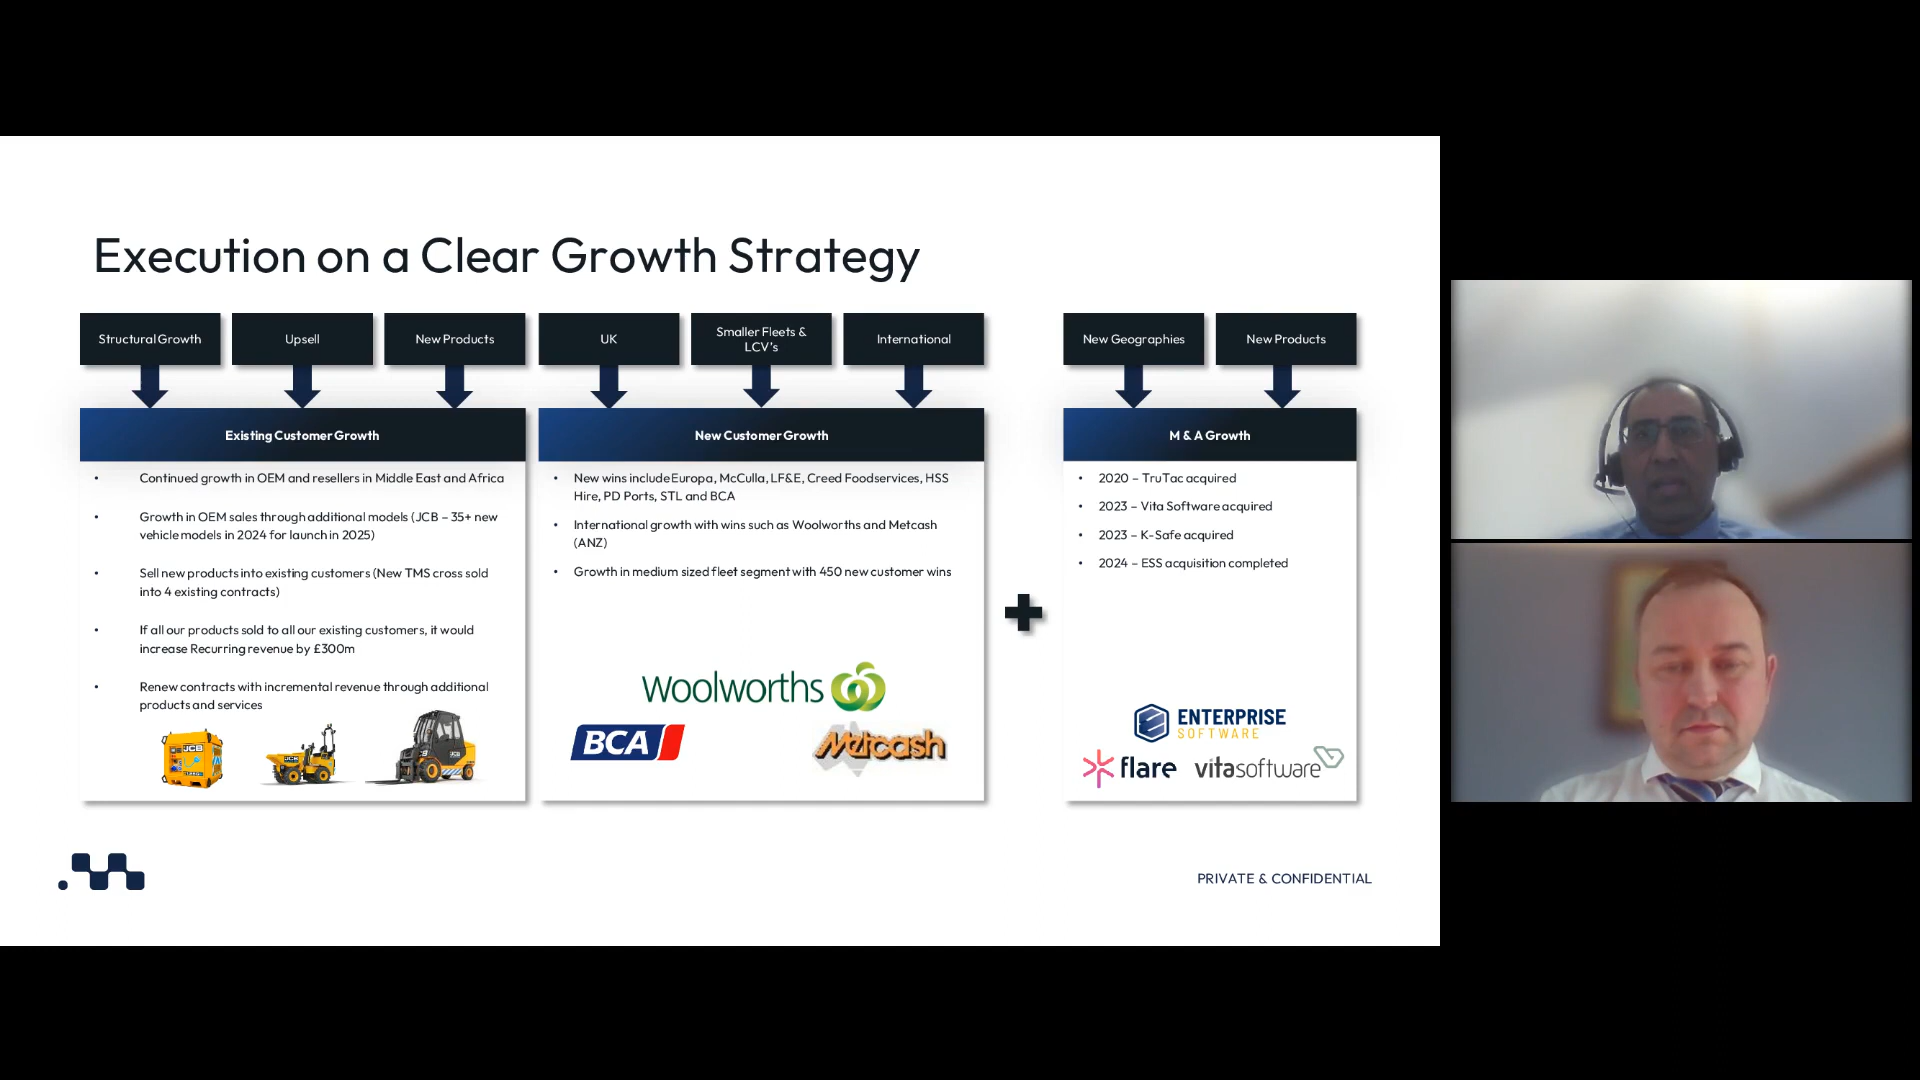 Execution on a Clear Growth Strategy
Structural Growth
Upsell
New Products
UK
Smaller Fleets &
LCV's
International
New Geographies
New Products
Existing Customer Growth
• Continued growth in OEM and resellers in Middle East and Africa
• Growth in OEM sales through additional models (JCB – 35+ new
vehicle models in 2024 for launch in 2025)
• Sell new products into existing customers (New TMS cross sold
into 4 existing contracts)
• If all our products sold to all our existing customers, it would
increase Recurring revenue by £300m
• Renew contracts with incremental revenue through additional
products and services
JCB
JCB
New Customer Growth
• New wins include Europa, McCulla, LF&E, Creed Foodservices, HSS
Hire, PD Ports, STL and BCA
• International growth with wins such as Woolworths and Metcash
(ANZ)
• Growth in medium sized fleet segment with 450 new customer wins
Woolworths
BCA
Metcash
M & A Growth
• 2020 – TruTac acquired
• 2023 – Vita Software acquired
• 2023 – K-Safe acquired
• 2024 – ESS acquisition completed
ENTERPRISE
SOFTWARE
flare
vitasoftware
PRIVATE & CONFIDENTIAL